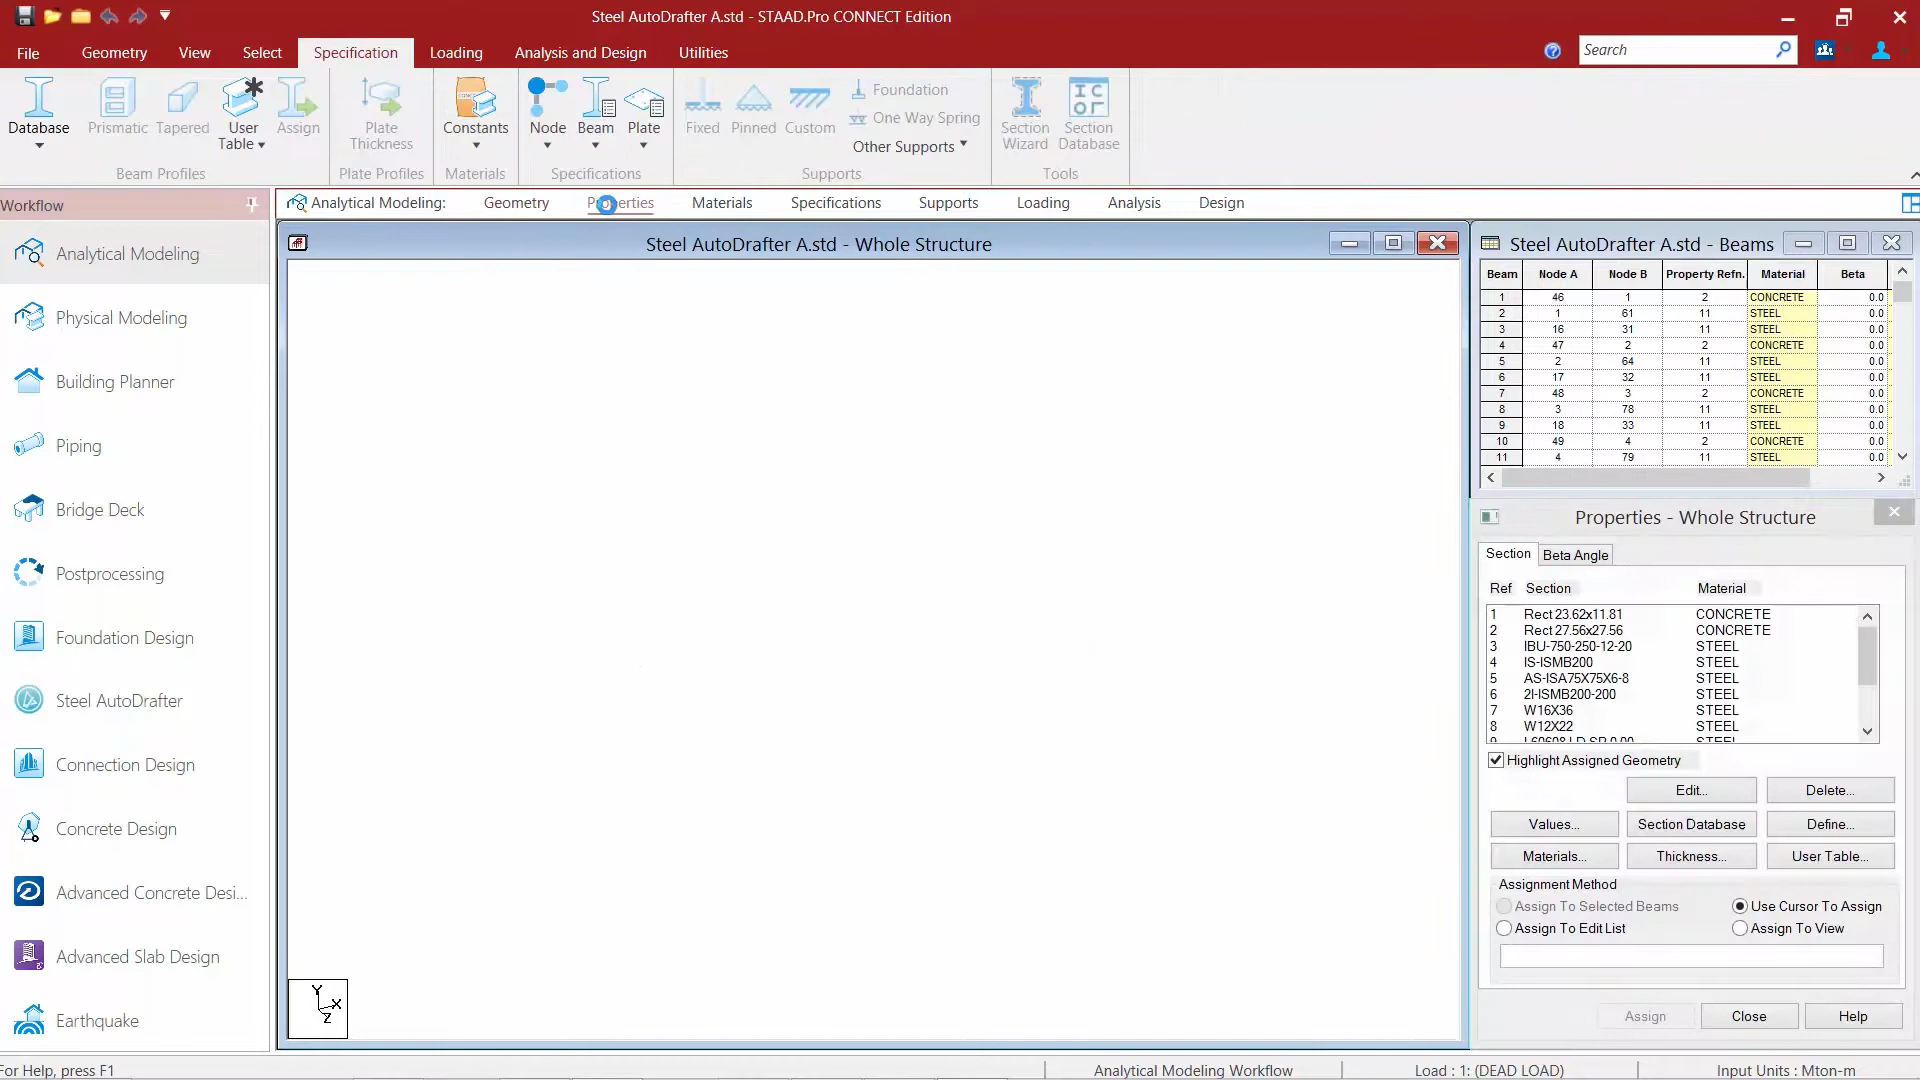 Steel AutoDrafter A.std - STAAD.Pro CONNECT Edition
File Geometry View Select Specification Loading Analysis and Design Utilities Search
Database Prismatic Tapered User Table Assign
Beam Profiles
Plate Thickness
Plate Profiles
Constants
Materials
Node Beam Plate
Specifications
Fixed Pinned Custom
Foundation
One Way Spring
Other Supports
Supports
Section Wizard Section Database
Tools
Workflow
Analytical Modeling
Physical Modeling
Building Planner
Piping
Bridge Deck
Postprocessing
Foundation Design
Steel AutoDrafter
Connection Design
Concrete Design
Advanced Concrete Desi...
Advanced Slab Design
Earthquake
Analytical Modeling: Geometry Properties Materials Specifications Supports Loading Analysis Design
Steel AutoDrafter A.std - Whole Structure
Y
X
Z
Steel AutoDrafter A.std - Beams
Beam Node A Node B Property Refn. Material Beta
1 46 1 2 CONCRETE 0.0
2 1 61 11 STEEL 0.0
3 16 31 11 STEEL 0.0
4 47 2 2 CONCRETE 0.0
5 2 64 11 STEEL 0.0
6 17 32 11 STEEL 0.0
7 48 3 2 CONCRETE 0.0
8 3 78 11 STEEL 0.0
9 18 33 11 STEEL 0.0
10 49 4 2 CONCRETE 0.0
11 4 79 11 STEEL 0.0
Properties - Whole Structure
Section Beta Angle
Ref Section Material
1 Rect 23.62x11.81 CONCRETE
2 Rect 27.56x27.56 CONCRETE
3 IBU-750-250-12-20 STEEL
4 IS-ISMB200 STEEL
5 AS-ISA75X75X6-8 STEEL
6 2I-ISMB200-200 STEEL
7 W16X36 STEEL
8 W12X22 STEEL
9 L60608 LD SP 0.00 STEEL
Highlight Assigned Geometry
Edit... Delete...
Values... Section Database Define...
Materials... Thickness... User Table...
Assignment Method
Assign To Selected Beams Use Cursor To Assign
Assign To Edit List Assign To View
Assign Close Help
For Help, press F1 Analytical Modeling Workflow Load : 1: (DEAD LOAD) Input Units : Mton-m